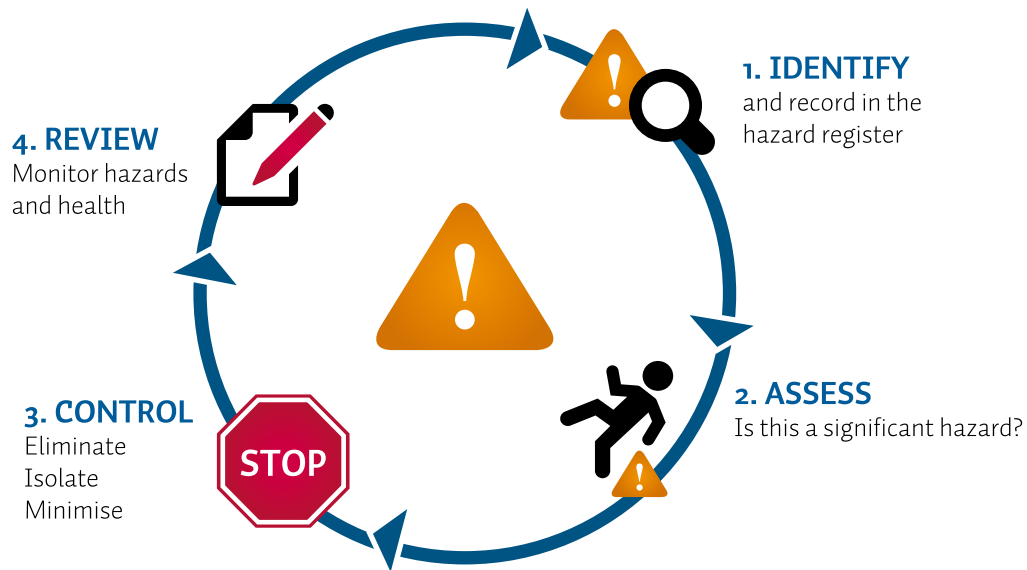 1. IDENTIFY
and record in the
hazard register
2. ASSESS
Is this a significant hazard?
3. CONTROL
Eliminate
Isolate
Minimise
STOP
4. REVIEW
Monitor hazards
and health
!
!
!